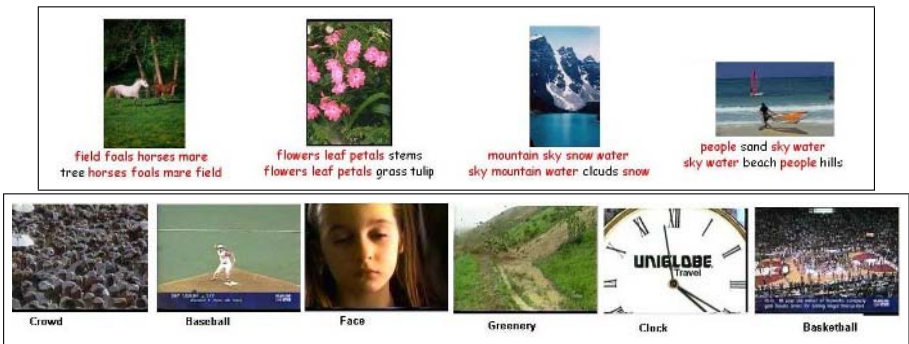 field foals horses mare
tree horses foals mare field
flowers leaf petals stems
flowers leaf petals grass tulip
mountain sky snow water
sky mountain water clouds snow
people sand sky water
sky water beach people hills
UNIGLOBE
Travel
Crowd
Baseball
Face
Greenery
Clock
Basketball